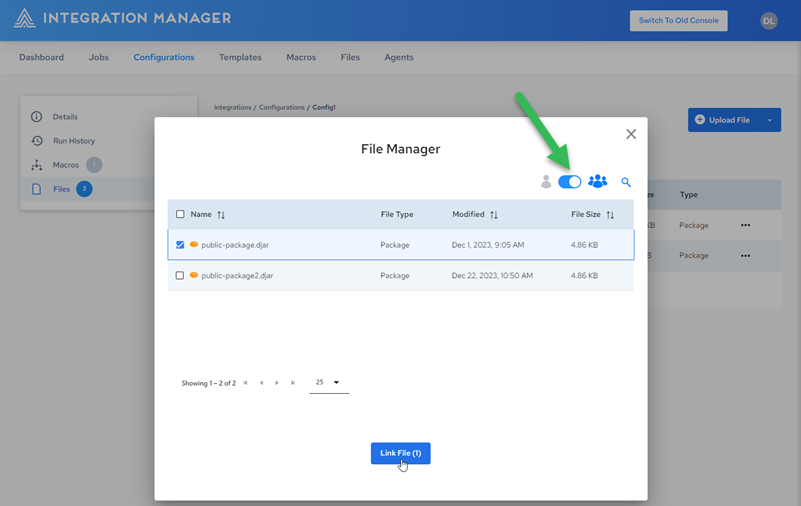 INTEGRATION MANAGER
Switch To Old Console
DL
Dashboard Jobs Configurations Templates Macros Files Agents
Integrations / Configurations / Config1
Details
Run History
Macros 1
Files 2
Upload File
File Manager
Name File Type Modified File Size
public-package.djar Package Dec 1, 2023, 9:05 AM 4.86 KB
public-package2.djar Package Dec 22, 2023, 10:50 AM 4.86 KB
ze Type
KB Package
KB Package
Showing 1 - 2 of 2 25
Link File (1)